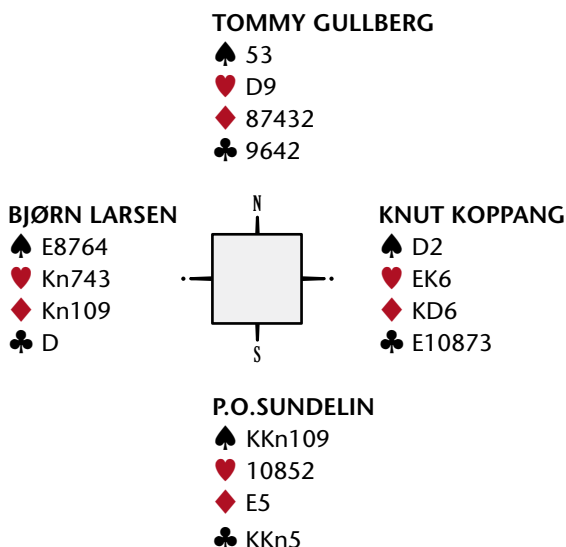 TOMMY GULLBERG
♠ 53
♥ D9
♦ 87432
♣ 9642
BJØRN LARSEN
♠ E8764
♥ Kn743
♦ Kn109
♣ D
N
S
KNUT KOPPANG
♠ D2
♥ EK6
♦ KD6
♣ E10873
P.O.SUNDELIN
♠ KKn109
♥ 10852
♦ E5
♣ KKn5